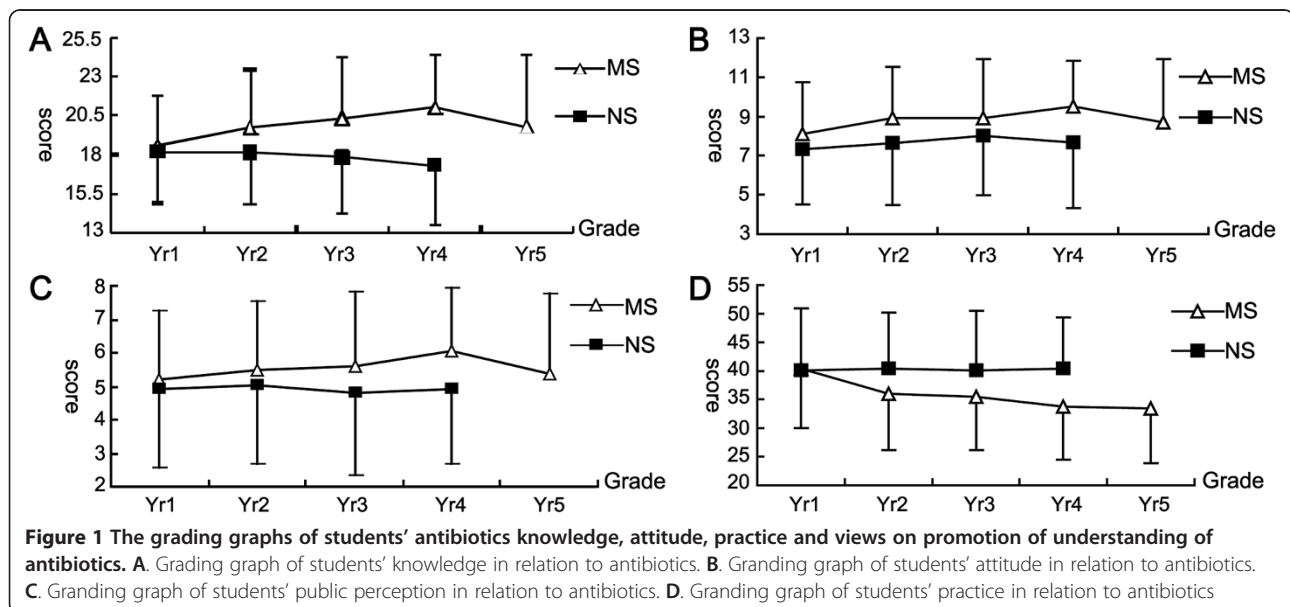 A
25.5
23
20.5
18
15.5
13
score
MS
NS
Grade
Yr1 Yr2 Yr3 Yr4 Yr5
B
13
11
9
7
5
3
score
MS
NS
Grade
Yr1 Yr2 Yr3 Yr4 Yr5
C
8
7
6
5
4
3
2
score
MS
NS
Grade
Yr1 Yr2 Yr3 Yr4 Yr5
D
55
50
45
40
35
30
25
20
score
MS
NS
Grade
Yr1 Yr2 Yr3 Yr4 Yr5
Figure 1 The grading graphs of students’ antibiotics knowledge, attitude, practice and views on promotion of understanding of
antibiotics. A. Grading graph of students’ knowledge in relation to antibiotics. B. Granding graph of students’ attitude in relation to antibiotics.
C. Granding graph of students’ public perception in relation to antibiotics. D. Granding graph of students’ practice in relation to antibiotics